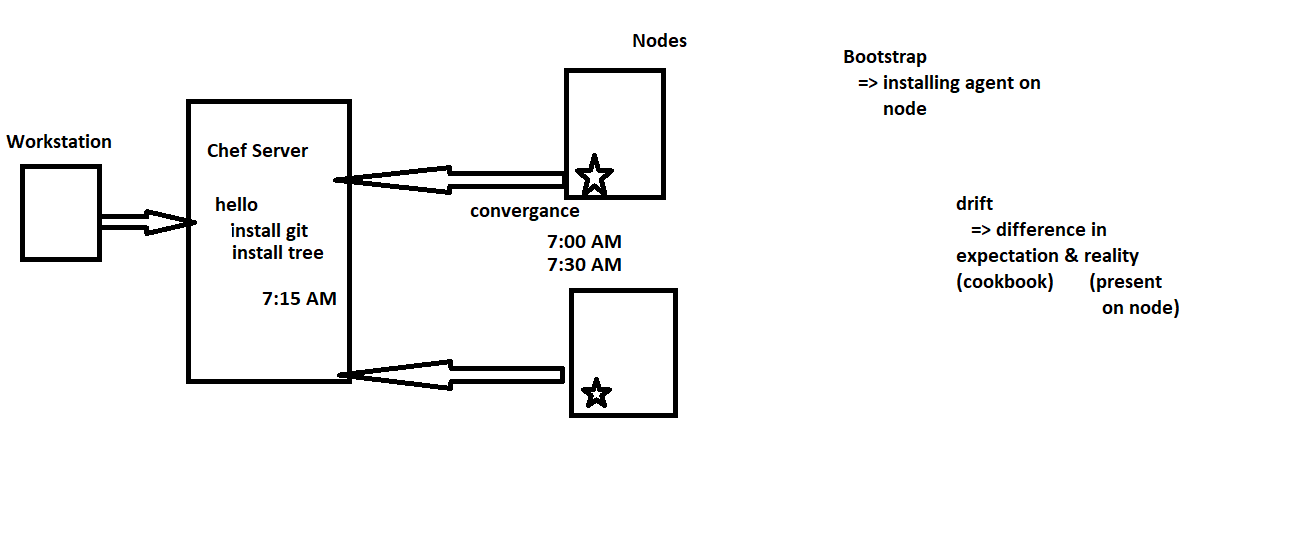 Workstation
Chef Server
hello
install git
install tree
7:15 AM
Nodes
convergance
7:00 AM
7:30 AM
Bootstrap
=> installing agent on
node
drift
=> difference in
expectation & reality
(cookbook) (present
on node)